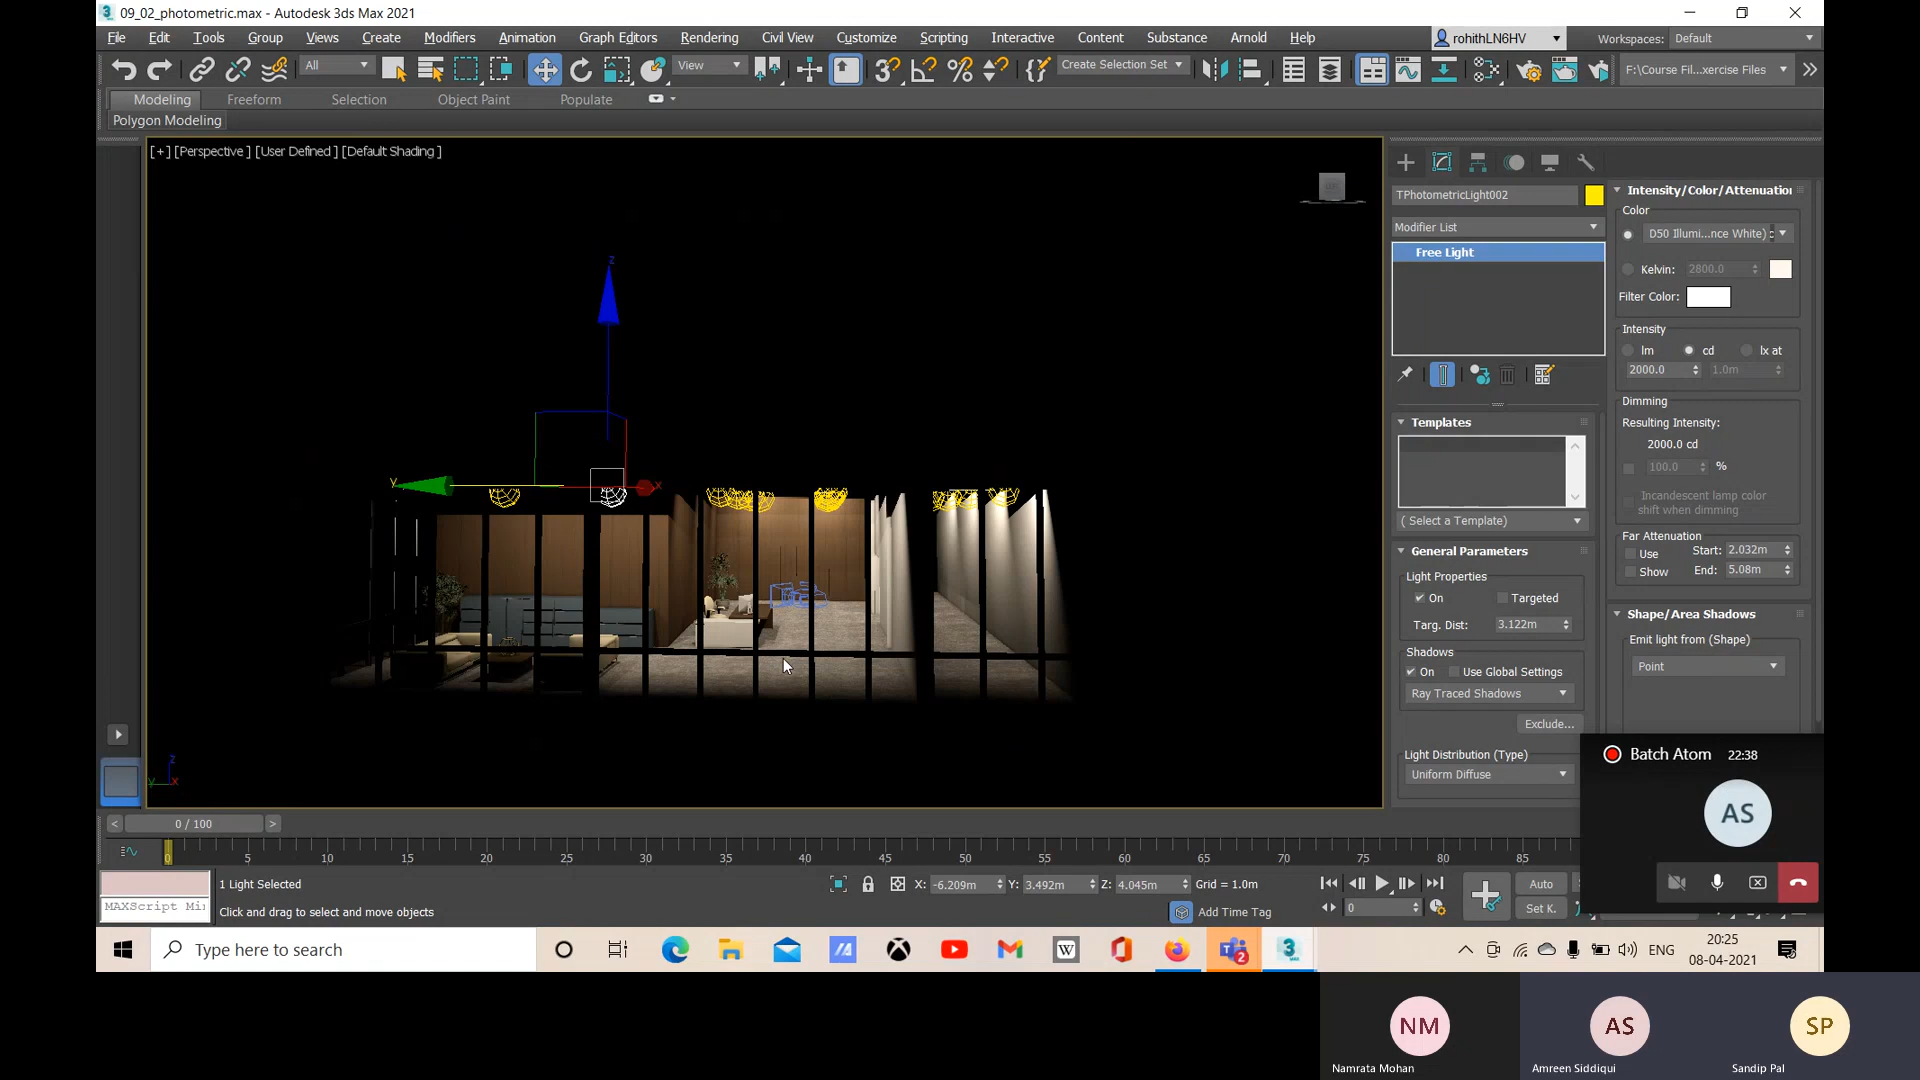 09_02_photometric.max - Autodesk 3ds Max 2021
File Edit Tools Group Views Create Modifiers Animation Graph Editors Rendering Civil View Customize Scripting Interactive Content Substance Arnold Help
rohithLN6HV
Workspaces: Default
All
View
Create Selection Set
F:\Course Fil...xercise Files
Modeling Freeform Selection Object Paint Populate
Polygon Modeling
[+] [Perspective ] [User Defined ] [Default Shading ]
TPhotometricLight002
Modifier List
Free Light
Templates
( Select a Template)
General Parameters
Light Properties
On Targeted
Targ. Dist: 3.122m
Shadows
On Use Global Settings
Ray Traced Shadows
Exclude...
Light Distribution (Type)
Uniform Diffuse
Intensity/Color/Attenuation
Color
D50 Illumi...nce White)
Kelvin: 2800.0
Filter Color:
Intensity
lm cd lx at
2000.0 1.0m
Dimming
Resulting Intensity:
2000.0 cd
100.0 %
Incandescent lamp color
shift when dimming
Far Attenuation
Use Start: 2.032m
Show End: 5.08m
Shape/Area Shadows
Emit light from (Shape)
Point
z
y
x
z
y
x
Batch Atom 22:38
AS
< 0 / 100 >
0 5 10 15 20 25 30 35 40 45 50 55 60 65 70 75 80 85
MAXScript Mi
1 Light Selected
Click and drag to select and move objects
X: -6.209m Y: 3.492m Z: 4.045m Grid = 1.0m
Add Time Tag
0
Auto
Set K.
Type here to search
W
2
3
MAX
ENG
20:25
08-04-2021
NM
Namrata Mohan
AS
Amreen Siddiqui
SP
Sandip Pal